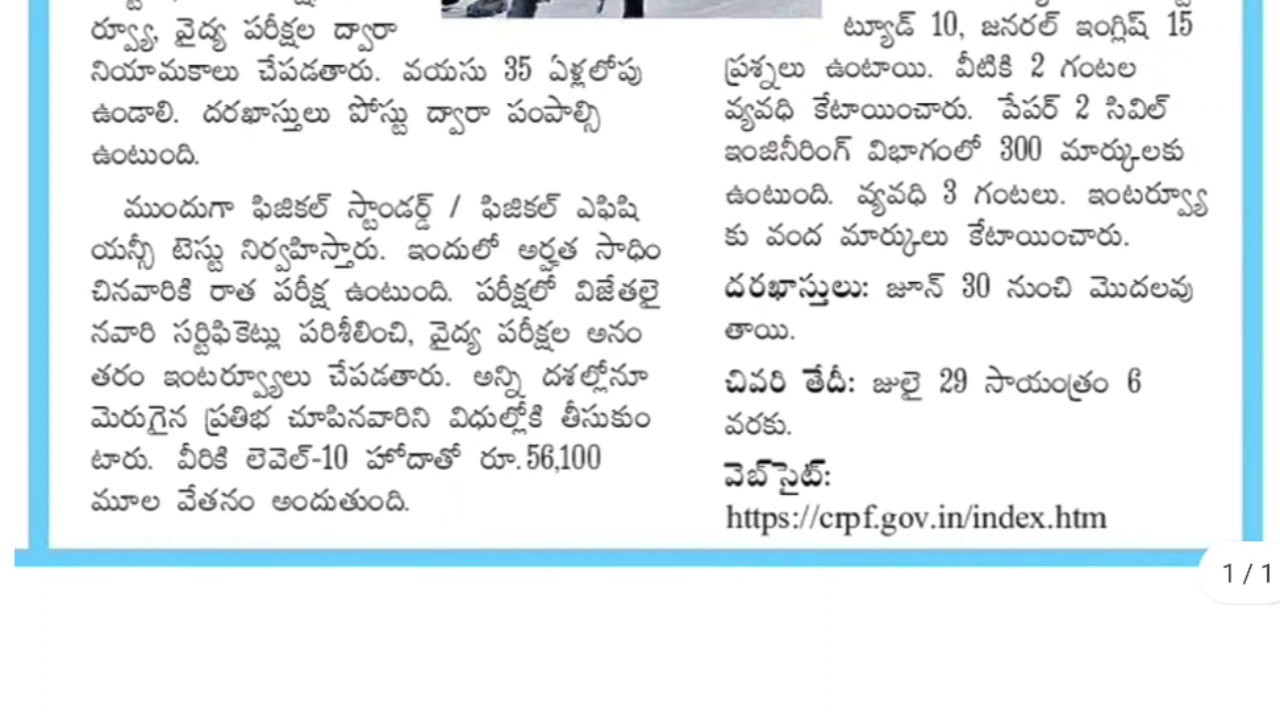 ర్వ్యూ, వైద్య పరీక్షల ద్వారా
నియామకాలు చేపడతారు. వయసు 35 ఏళ్లలోపు
ఉండాలి. దరఖాస్తులు పోస్టు ద్వారా పంపాల్సి
ఉంటుంది.
ముందుగా ఫిజికల్ స్టాండర్డ్ / ఫిజికల్ ఎఫిషి
యన్సీ టెస్టు నిర్వహిస్తారు. ఇందులో అర్హత సాధిం
చినవారికి రాత పరీక్ష ఉంటుంది. పరీక్షలో విజేతలై
నవారి సర్టిఫికెట్లు పరిశీలించి, వైద్య పరీక్షల అనం
తరం ఇంటర్వ్యూలు చేపడతారు. అన్ని దశల్లోనూ
మెరుగైన ప్రతిభ చూపినవారిని విధుల్లోకి తీసుకుం
టారు. వీరికి లెవెల్-10 హోదాతో రూ.56,100
మూల వేతనం అందుతుంది.
ట్యూడ్ 10, జనరల్ ఇంగ్లిష్ 15
ప్రశ్నలు ఉంటాయి. వీటికి 2 గంటల
వ్యవధి కేటాయించారు. పేపర్ 2 సివిల్
ఇంజినీరింగ్ విభాగంలో 300 మార్కులకు
ఉంటుంది. వ్యవధి 3 గంటలు. ఇంటర్వ్యూ
కు వంద మార్కులు కేటాయించారు.
దరఖాస్తులు: జూన్ 30 నుంచి మొదలవు
తాయి.
చివరి తేదీ: జులై 29 సాయంత్రం 6
వరకు.
వెబ్‌సైట్:
https://crpf.gov.in/index.htm
1 / 1